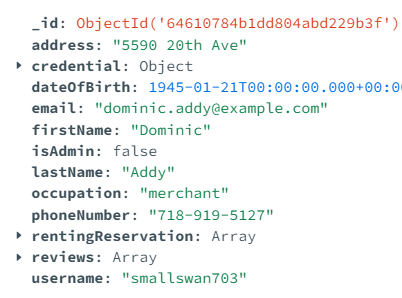 _id: ObjectId('64610784b1dd804abd229b3f')
address: "5590 20th Ave"
credential: Object
dateOfBirth: 1945-01-21T00:00:00.000+00:00
email: "dominic.addy@example.com"
firstName: "Dominic"
isAdmin: false
lastName: "Addy"
occupation: "merchant"
phoneNumber: "718-919-5127"
rentingReservation: Array
reviews: Array
username: "smallswan703"